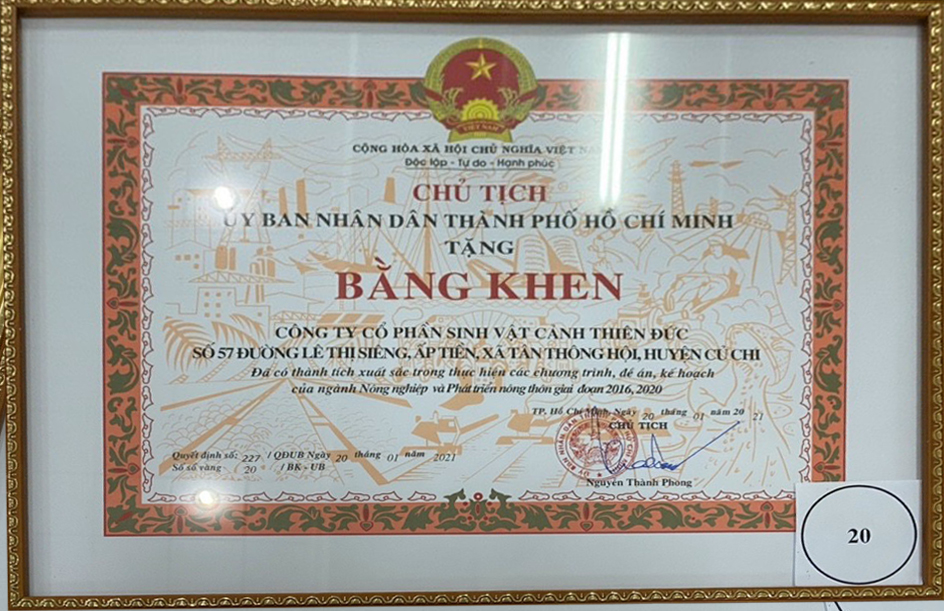 VIỆT NAM
CỘNG HÒA XÃ HỘI CHỦ NGHĨA VIỆT NAM
Độc lập - Tự do - Hạnh phúc
CHỦ TỊCH
ỦY BAN NHÂN DÂN THÀNH PHỐ HỒ CHÍ MINH
TẶNG
BẰNG KHEN
CÔNG TY CỔ PHẦN SINH VẬT CẢNH THIÊN ĐỨC
SỐ 57 ĐƯỜNG LÊ THỊ SIÊNG, ẤP TIỀN, XÃ TÂN THÔNG HỘI, HUYỆN CỦ CHI
Đã có thành tích xuất sắc trong thực hiện các chương trình, đề án, kế hoạch
của ngành Nông nghiệp và Phát triển nông thôn giai đoạn 2016, 2020
TP. Hồ Chí Minh, Ngày 20 tháng 01 năm 20 21
CHỦ TỊCH
Quyết định số: 227 / QĐUB Ngày 20 tháng 01 năm 2021
Số sổ vàng : 20 / BK - UB
Nguyễn Thành Phong
20